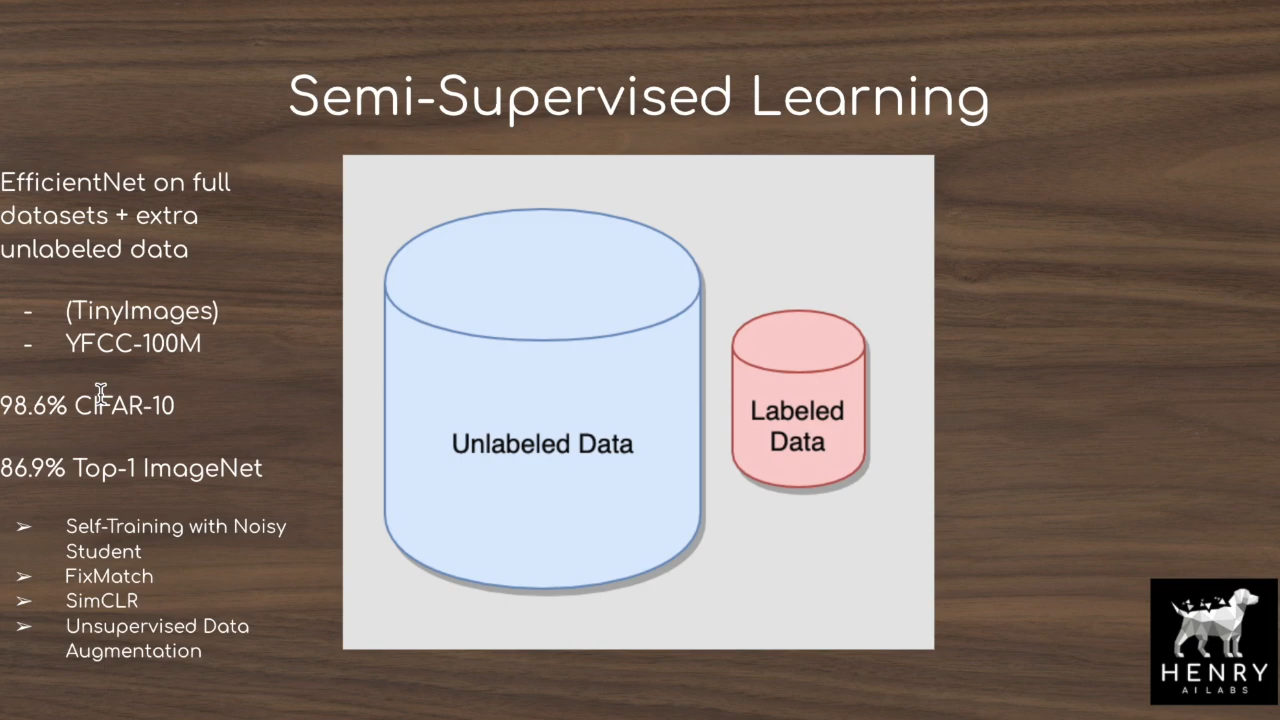 Semi-Supervised Learning
EfficientNet on full
datasets + extra
unlabeled data
- (TinyImages)
- YFCC-100M
98.6% CIFAR-10
86.9% Top-1 ImageNet
➢ Self-Training with Noisy
Student
➢ FixMatch
➢ SimCLR
➢ Unsupervised Data
Augmentation
Unlabeled Data
Labeled
Data
HENRY
AI LABS